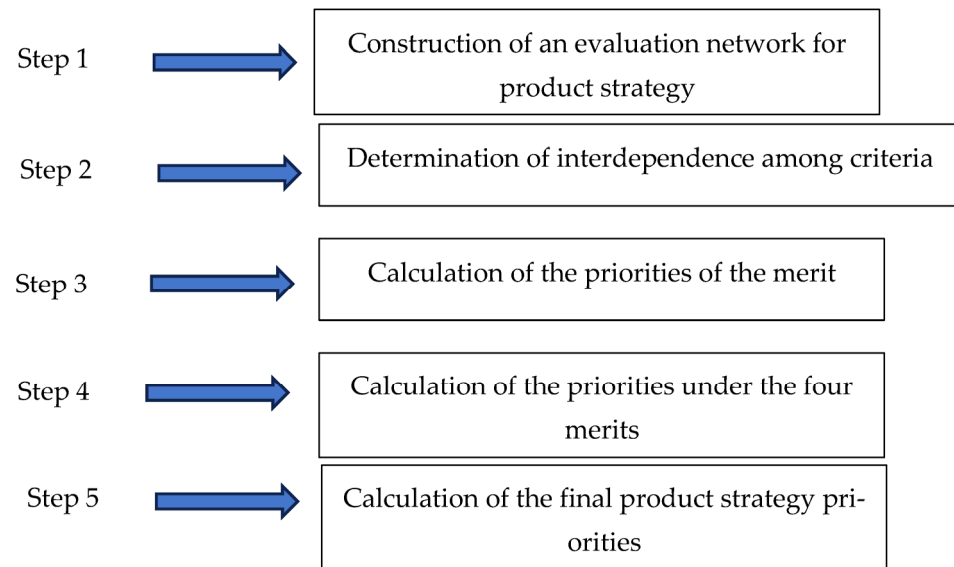 Step 1
Construction of an evaluation network for
product strategy
Step 2
Determination of interdependence among criteria
Step 3
Calculation of the priorities of the merit
Step 4
Calculation of the priorities under the four
merits
Step 5
Calculation of the final product strategy pri-
orities